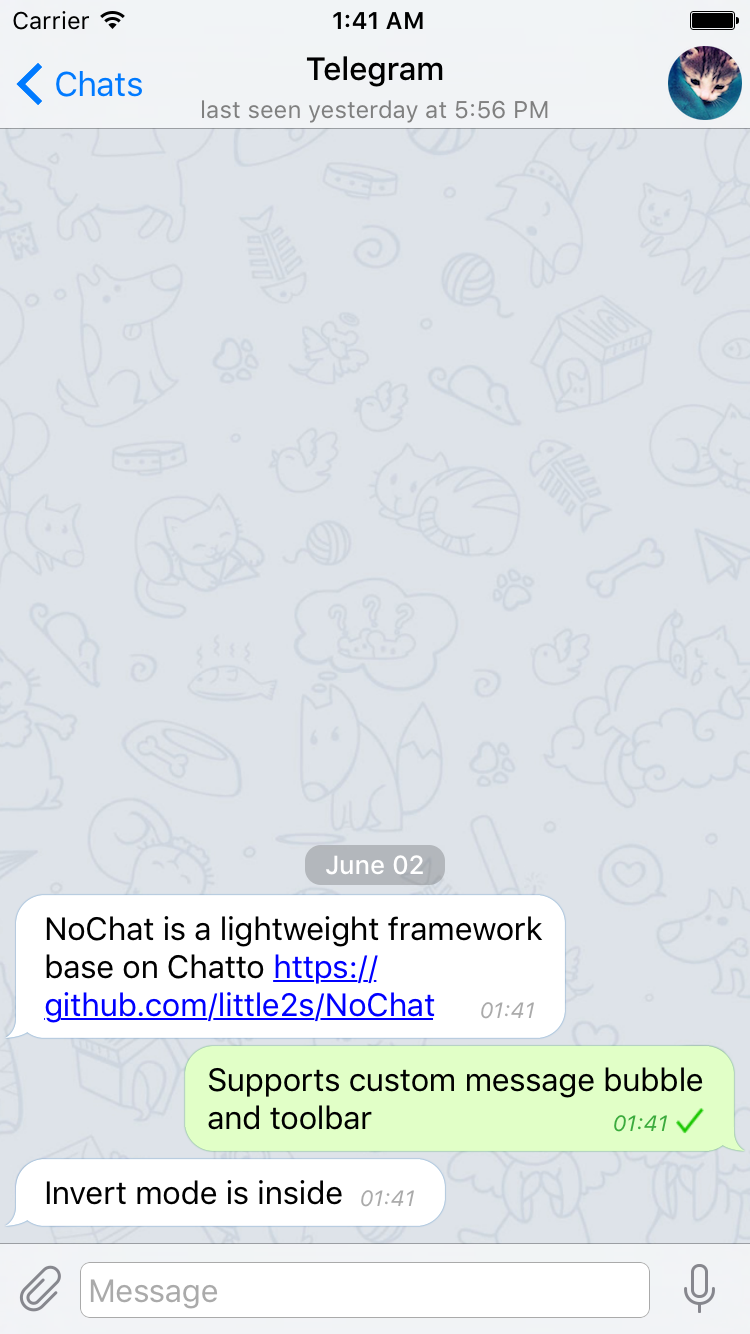 Carrier 1:41 AM
Chats Telegram
last seen yesterday at 5:56 PM
???
June 02
NoChat is a lightweight framework
base on Chatto https://
github.com/little2s/NoChat 01:41
Supports custom message bubble
and toolbar 01:41
Invert mode is inside 01:41
Message